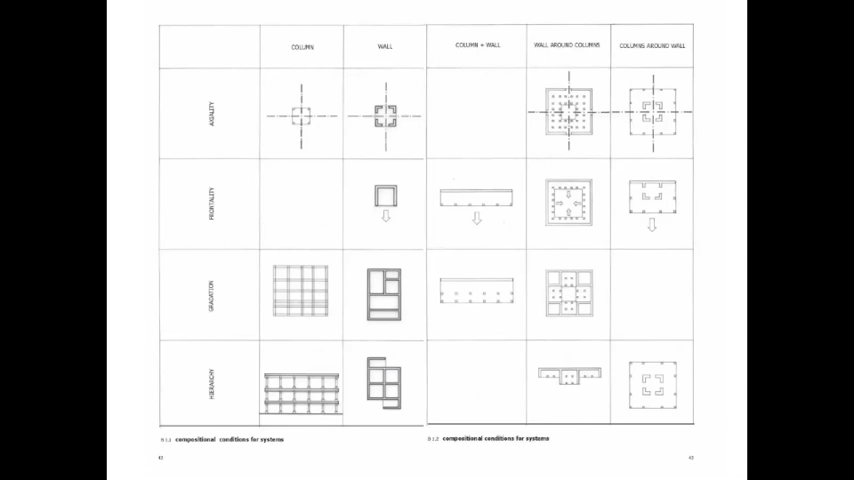 COLUMN
WALL
COLUMN + WALL
WALL AROUND COLUMNS
COLUMNS AROUND WALL
AXIALITY
FRONTALITY
GRADATION
HIERARCHY
compositional conditions for systems
compositional conditions for systems
42
43